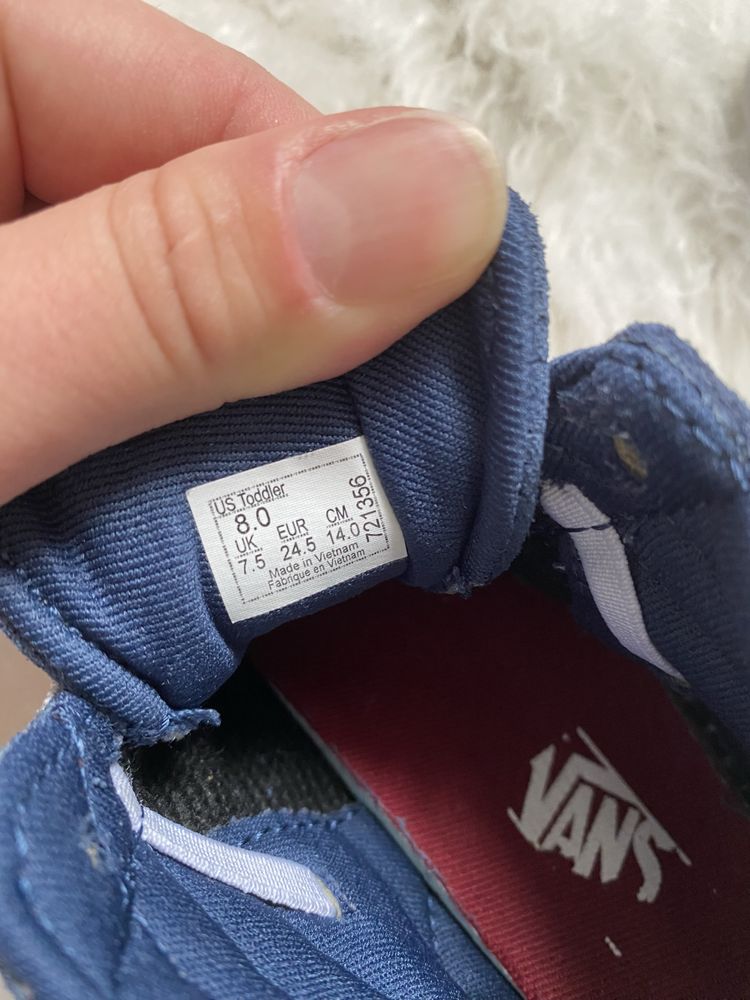 US Toddler
8.0
UK EUR CM
7.5 24.5 14.0
Made in Vietnam
Fabrique en Vietnam
721356
VANS